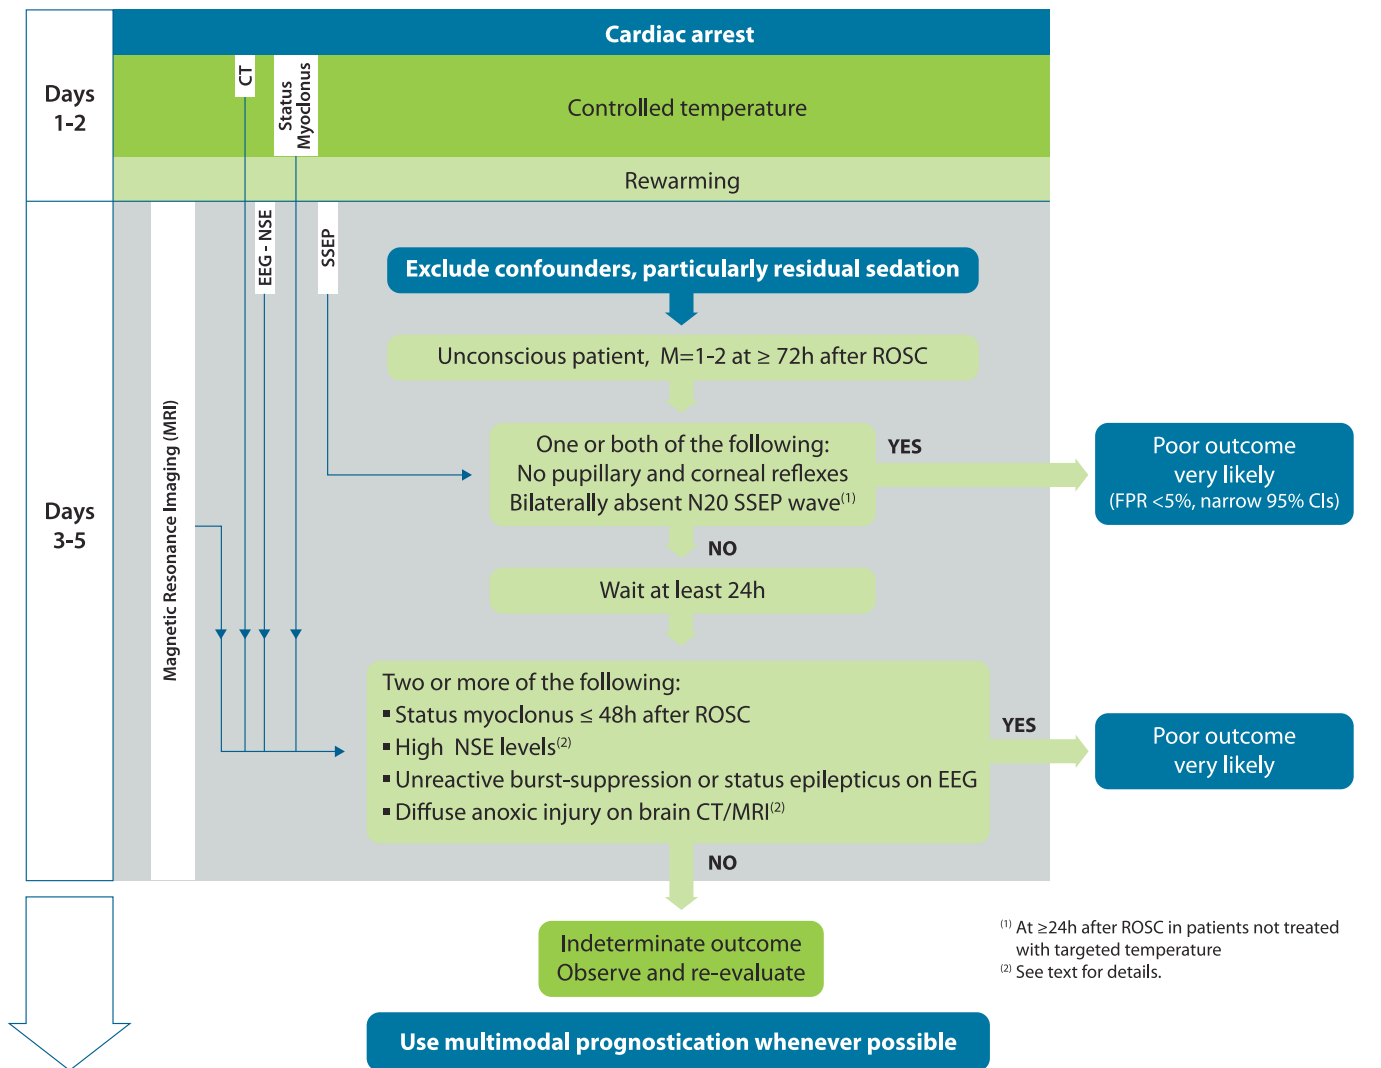 Cardiac arrest
Days
1-2
CT
Status
Myoclonus
Controlled temperature
Rewarming
Days
3-5
Magnetic Resonance Imaging (MRI)
EEG - NSE
SSEP
Exclude confounders, particularly residual sedation
Unconscious patient, M=1-2 at ≥ 72h after ROSC
One or both of the following:
No pupillary and corneal reflexes
Bilaterally absent N20 SSEP wave(1)
YES
Poor outcome
very likely
(FPR <5%, narrow 95% CIs)
NO
Wait at least 24h
Two or more of the following:
▪ Status myoclonus ≤ 48h after ROSC
▪ High NSE levels(2)
▪ Unreactive burst-suppression or status epilepticus on EEG
▪ Diffuse anoxic injury on brain CT/MRI(2)
YES
Poor outcome
very likely
NO
Indeterminate outcome
Observe and re-evaluate
(1) At ≥24h after ROSC in patients not treated
with targeted temperature
(2) See text for details.
Use multimodal prognostication whenever possible